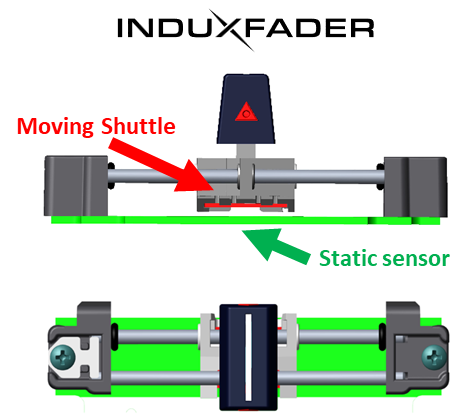 INDUXFADER
Moving Shuttle
Static sensor